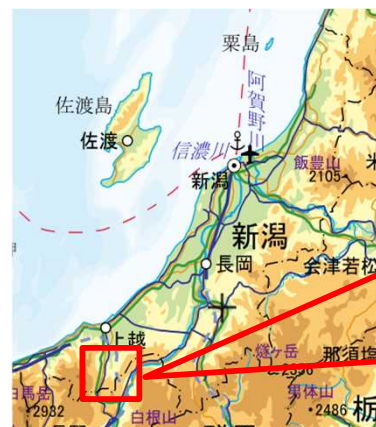 粟島
阿賀野川
佐渡島
佐渡
信濃川
新潟
飯豊山
2105
新潟
長岡
会津若松
上越
燧ヶ岳
那須塩
白馬岳
2932
白根山
男体山
2486
栃